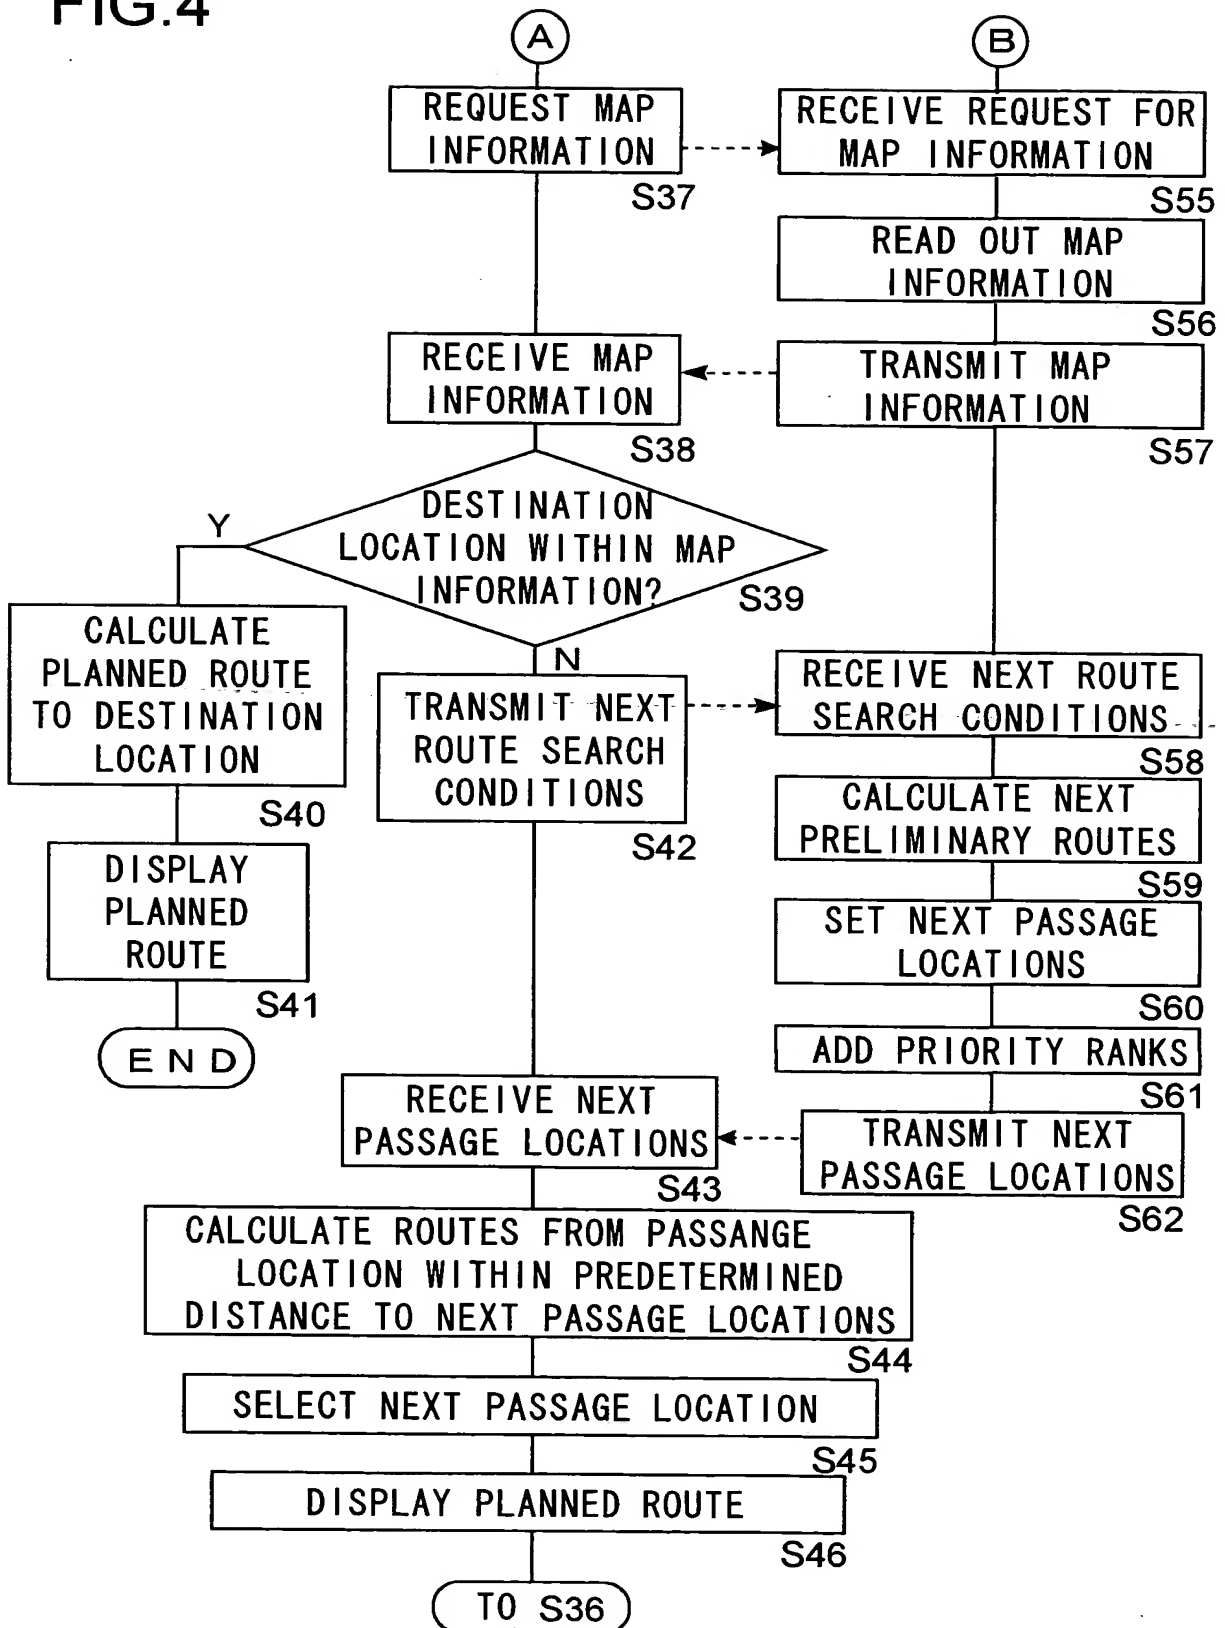 FIG.4
A
B
REQUEST MAP
INFORMATION
S37
RECEIVE REQUEST FOR
MAP INFORMATION
S55
READ OUT MAP
INFORMATION
S56
RECEIVE MAP
INFORMATION
S38
TRANSMIT MAP
INFORMATION
S57
DESTINATION
LOCATION WITHIN MAP
INFORMATION?
S39
Y
N
CALCULATE
PLANNED ROUTE
TO DESTINATION
LOCATION
S40
DISPLAY
PLANNED
ROUTE
S41
END
TRANSMIT NEXT
ROUTE SEARCH
CONDITIONS
S42
RECEIVE NEXT ROUTE
SEARCH CONDITIONS
S58
CALCULATE NEXT
PRELIMINARY ROUTES
S59
SET NEXT PASSAGE
LOCATIONS
S60
ADD PRIORITY RANKS
S61
RECEIVE NEXT
PASSAGE LOCATIONS
S43
TRANSMIT NEXT
PASSAGE LOCATIONS
S62
CALCULATE ROUTES FROM PASSANGE
LOCATION WITHIN PREDETERMINED
DISTANCE TO NEXT PASSAGE LOCATIONS
S44
SELECT NEXT PASSAGE LOCATION
S45
DISPLAY PLANNED ROUTE
S46
TO S36